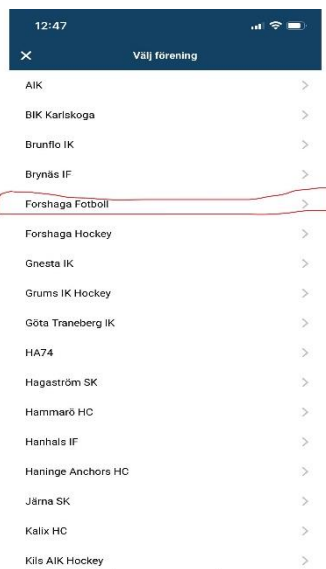 12:47
Välj förening
AIK
BIK Karlskoga
Brunflo IK
Brynäs IF
Forshaga Fotboll
Forshaga Hockey
Gnesta IK
Grums IK Hockey
Göta Traneberg IK
HA74
Hagaström SK
Hammarö HC
Hanhals IF
Haninge Anchors HC
Järna SK
Kalix HC
Kils AIK Hockey